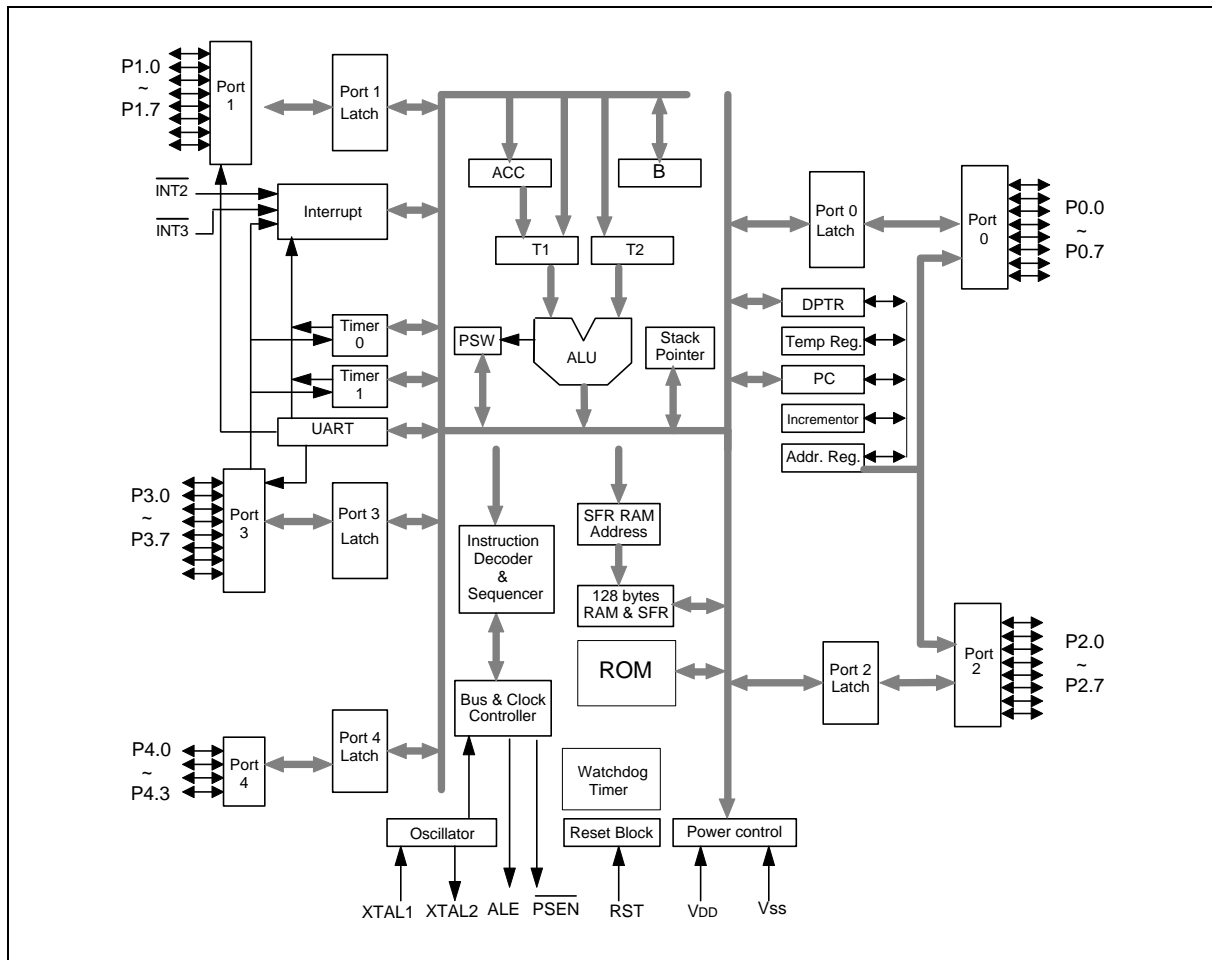 P1.0
~
P1.7
Port
1
Port 1
Latch
INT2
INT3
Interrupt
ACC
B
T1
T2
Timer
0
Timer
1
UART
PSW
ALU
Stack
Pointer
Port 0
Latch
Port
0
P0.0
~
P0.7
DPTR
Temp Reg.
PC
Incrementor
Addr. Reg.
P3.0
~
P3.7
Port
3
Port 3
Latch
Instruction
Decoder
&
Sequencer
SFR RAM
Address
128 bytes
RAM & SFR
ROM
Port 2
Latch
Port
2
P2.0
~
P2.7
Bus & Clock
Controller
P4.0
~
P4.3
Port
4
Port 4
Latch
Watchdog
Timer
Oscillator
Reset Block
Power control
XTAL1
XTAL2
ALE
PSEN
RST
VDD
Vss